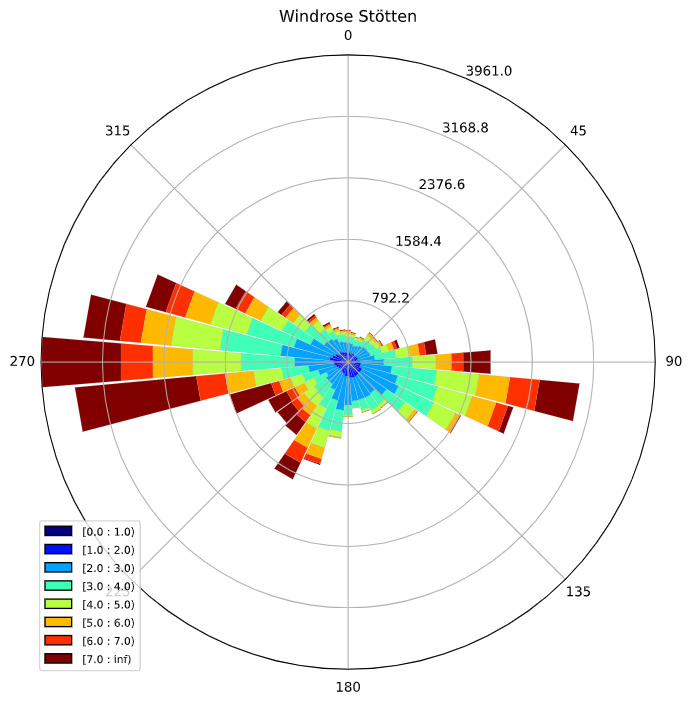 Windrose Stötten
0
3961.0
315
45
3168.8
2376.6
1584.4
792.2
270
90
[0.0 : 1.0)
[1.0 : 2.0)
[2.0 : 3.0)
[3.0 : 4.0)
225
135
[4.0 : 5.0)
[5.0 : 6.0)
[6.0 : 7.0)
[7.0 : inf)
180